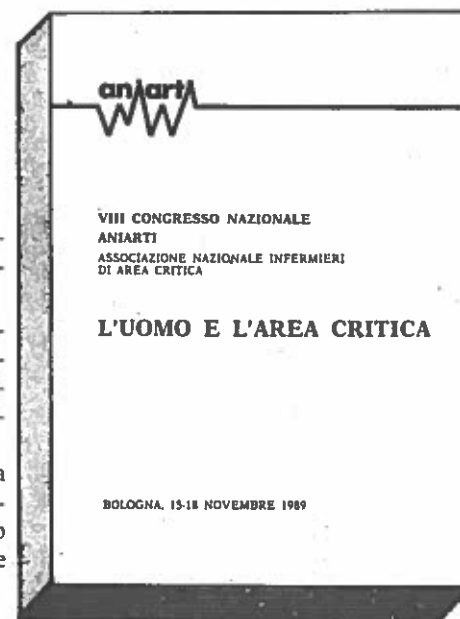 aniarti
VIII CONGRESSO NAZIONALE
ANIARTI
ASSOCIAZIONE NAZIONALE INFERMIERI
DI AREA CRITICA
L'UOMO E L'AREA CRITICA
BOLOGNA, 15-18 NOVEMBRE 1989